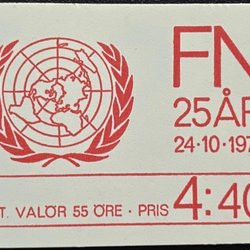 FN
25 ÅR
24·10·197
T. VALÖR 55 ÖRE · PRIS 4:40